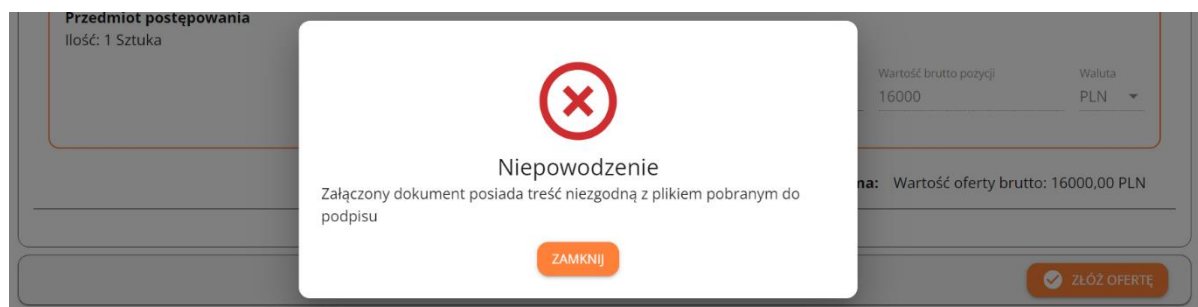 Przedmiot postępowania
Ilość: 1 Sztuka
Wartość brutto pozycji
Waluta
16000
PLN
Niepowodzenie
Załączony dokument posiada treść niezgodną z plikiem pobranym do
podpisu
na: Wartość oferty brutto: 16000,00 PLN
ZAMKNIJ
ZŁÓŻ OFERTĘ